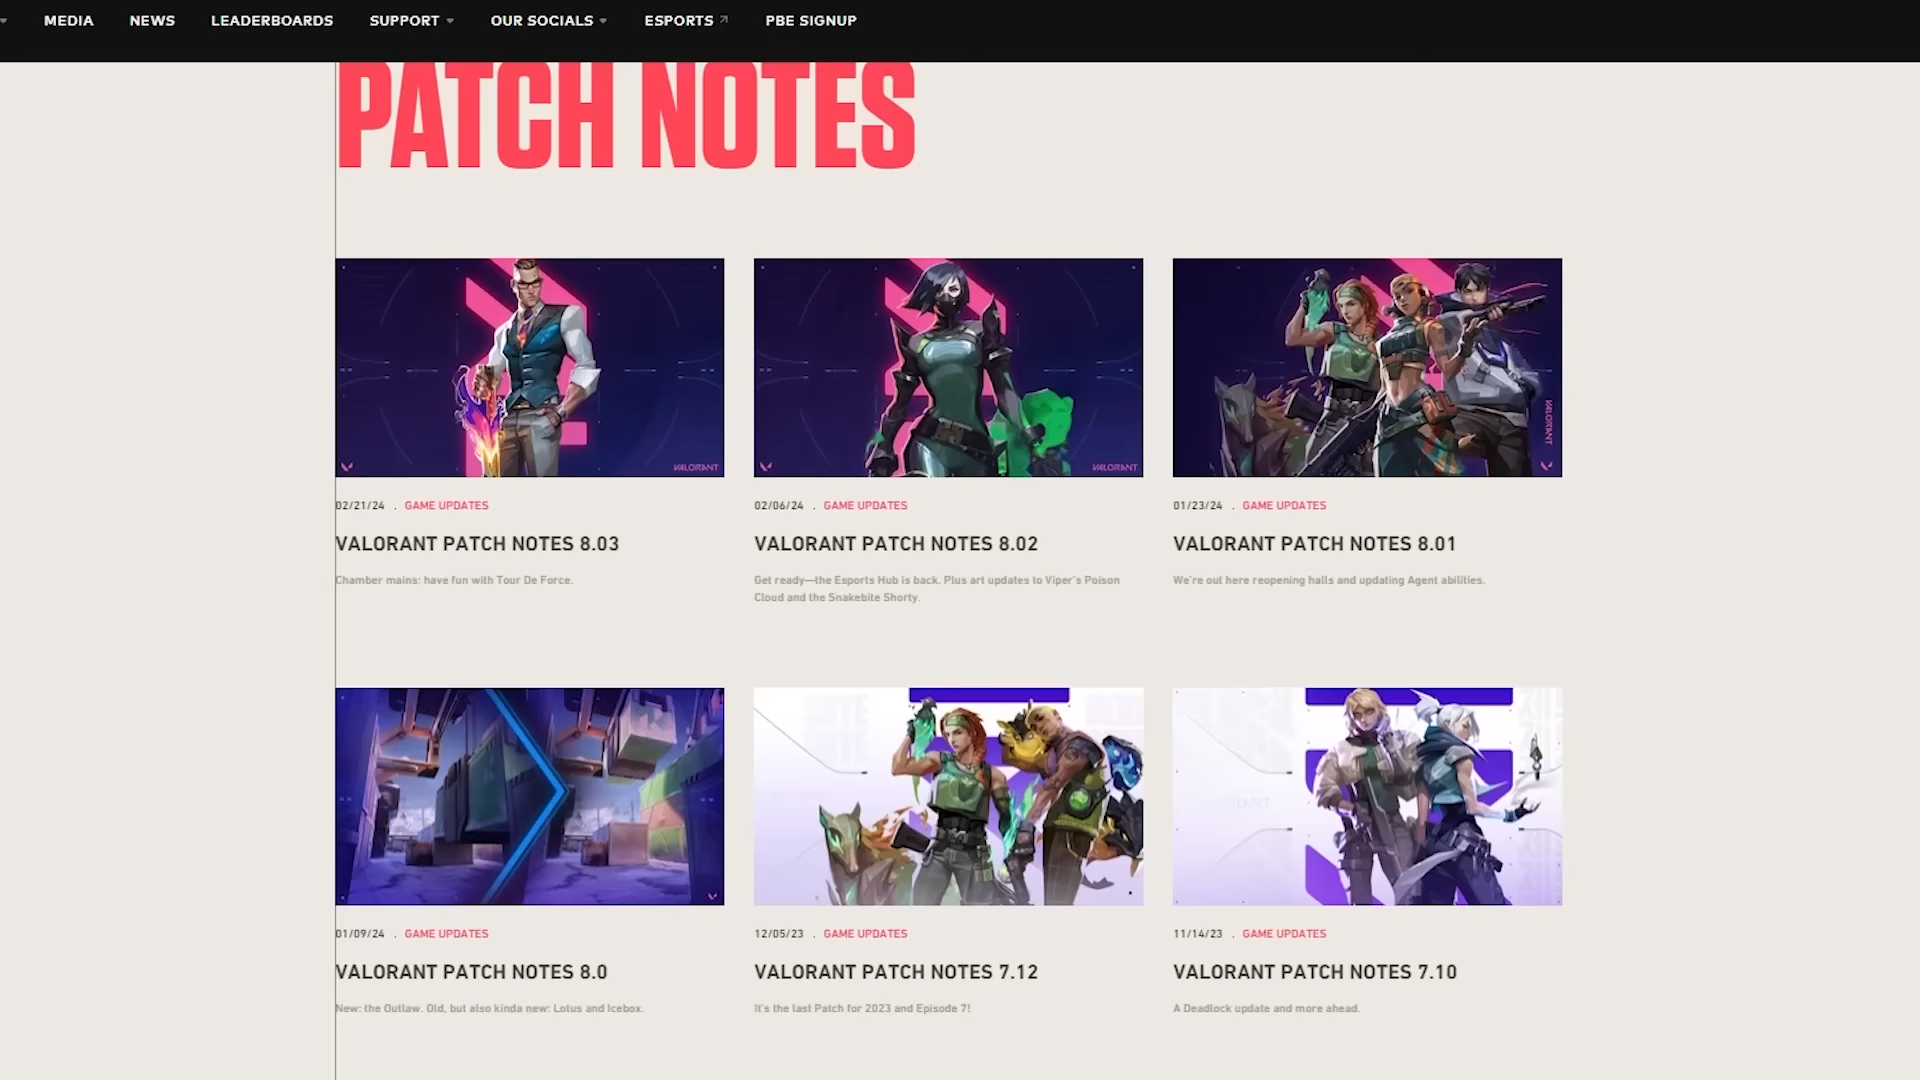 MEDIA NEWS LEADERBOARDS SUPPORT OUR SOCIALS ESPORTS PBE SIGNUP
PATCH NOTES
VALORANT
VALORANT
VALORANT
02/21/24 . GAME UPDATES
VALORANT PATCH NOTES 8.03
Chamber mains: have fun with Tour De Force.
02/06/24 . GAME UPDATES
VALORANT PATCH NOTES 8.02
Get ready—the Esports Hub is back. Plus art updates to Viper's Poison
Cloud and the Snakebite Shorty.
01/23/24 . GAME UPDATES
VALORANT PATCH NOTES 8.01
We're out here reopening halls and updating Agent abilities.
01/09/24 . GAME UPDATES
VALORANT PATCH NOTES 8.0
New: the Outlaw. Old, but also kinda new: Lotus and Icebox.
12/05/23 . GAME UPDATES
VALORANT PATCH NOTES 7.12
It's the last Patch for 2023 and Episode 7!
11/14/23 . GAME UPDATES
VALORANT PATCH NOTES 7.10
A Deadlock update and more ahead.